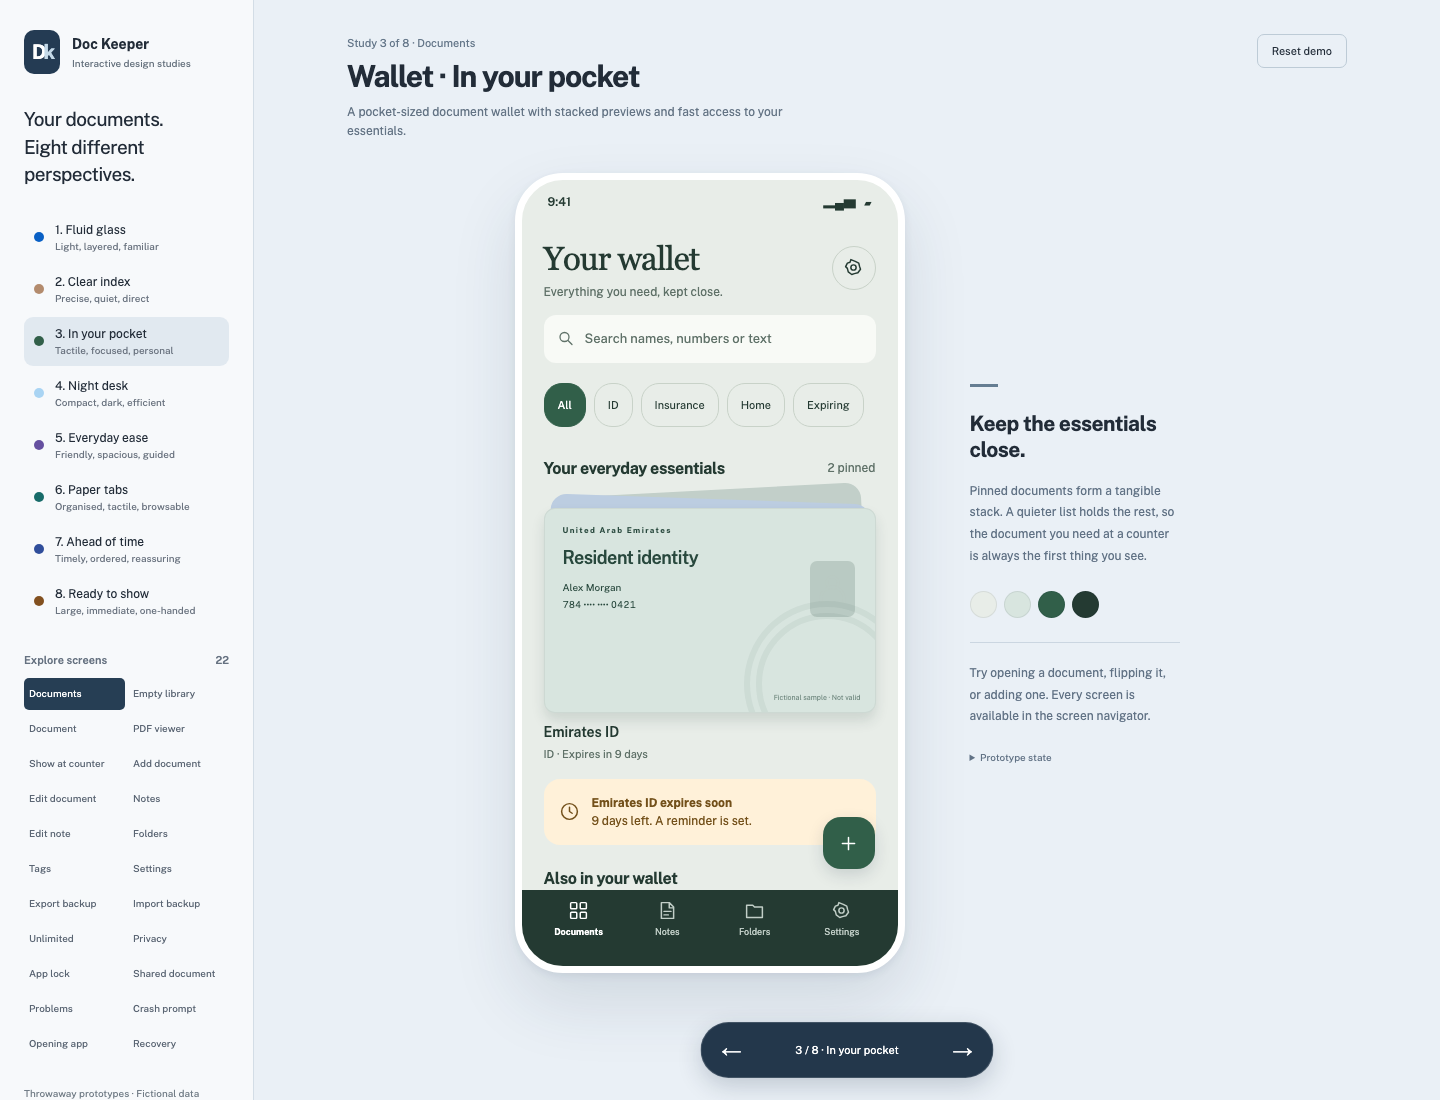 Dk
Doc Keeper
Interactive design studies
Your documents.
Eight different
perspectives.
1. Fluid glass
Light, layered, familiar
2. Clear index
Precise, quiet, direct
3. In your pocket
Tactile, focused, personal
4. Night desk
Compact, dark, efficient
5. Everyday ease
Friendly, spacious, guided
6. Paper tabs
Organised, tactile, browsable
7. Ahead of time
Timely, ordered, reassuring
8. Ready to show
Large, immediate, one-handed
Explore screens 22
Documents Empty library
Document PDF viewer
Show at counter Add document
Edit document Notes
Edit note Folders
Tags Settings
Export backup Import backup
Unlimited Privacy
App lock Shared document
Problems Crash prompt
Opening app Recovery
Throwaway prototypes · Fictional data
Study 3 of 8 · Documents
Wallet · In your pocket
A pocket-sized document wallet with stacked previews and fast access to your
essentials.
Reset demo
9:41
Your wallet
Everything you need, kept close.
Search names, numbers or text
All ID Insurance Home Expiring
Your everyday essentials 2 pinned
United Arab Emirates
Resident identity
Alex Morgan
784 •••• •••• 0421
Fictional sample · Not valid
Emirates ID
ID · Expires in 9 days
Emirates ID expires soon
9 days left. A reminder is set.
Also in your wallet
Documents Notes Folders Settings
Keep the essentials
close.
Pinned documents form a tangible
stack. A quieter list holds the rest, so
the document you need at a counter
is always the first thing you see.
Try opening a document, flipping it,
or adding one. Every screen is
available in the screen navigator.
Prototype state
3 / 8 · In your pocket